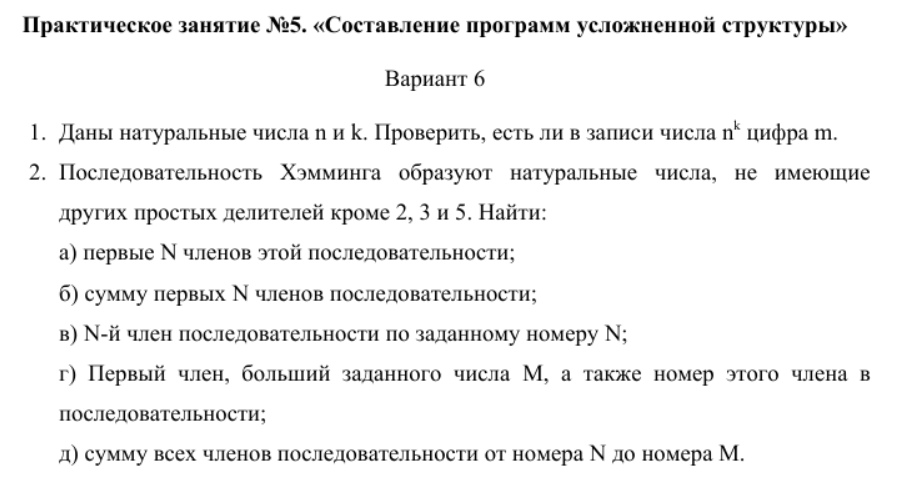 Практическое занятие №5. «Составление программ усложненной структуры»
Вариант 6
1. Даны натуральные числа n и k. Проверить, есть ли в записи числа nᵏ цифра m.
2. Последовательность Хэмминга образуют натуральные числа, не имеющие
других простых делителей кроме 2, 3 и 5. Найти:
а) первые N членов этой последовательности;
б) сумму первых N членов последовательности;
в) N-й член последовательности по заданному номеру N;
г) Первый член, больший заданного числа M, а также номер этого члена в
последовательности;
д) сумму всех членов последовательности от номера N до номера M.